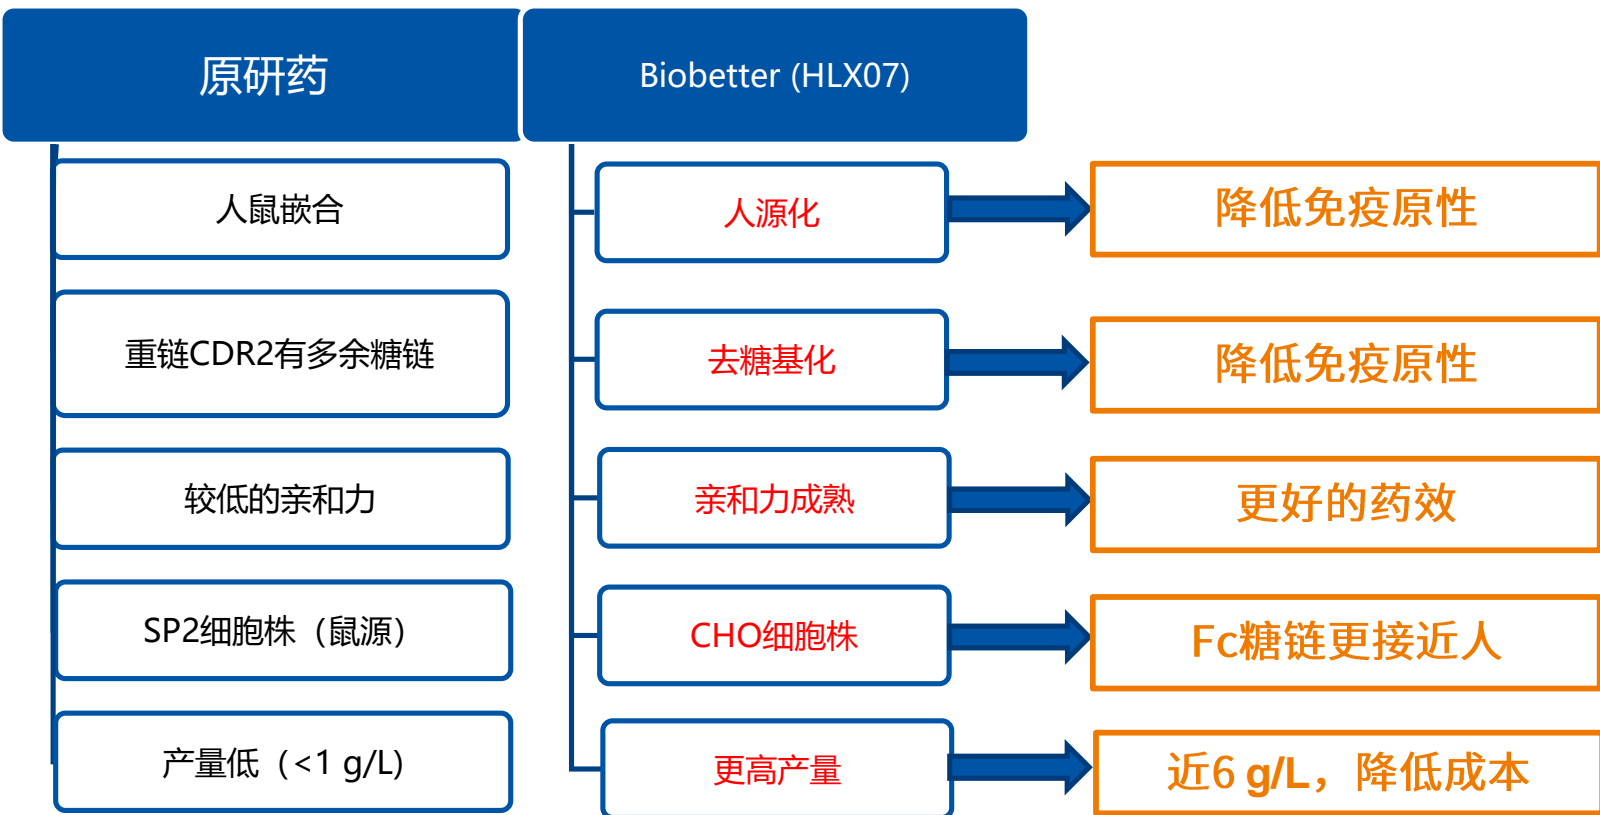 原研药
Biobetter (HLX07)
人鼠嵌合
人源化
降低免疫原性
重链CDR2有多余糖链
去糖基化
降低免疫原性
较低的亲和力
亲和力成熟
更好的药效
SP2细胞株（鼠源）
CHO细胞株
Fc糖链更接近人
产量低（<1 g/L)
更高产量
近6 g/L，降低成本